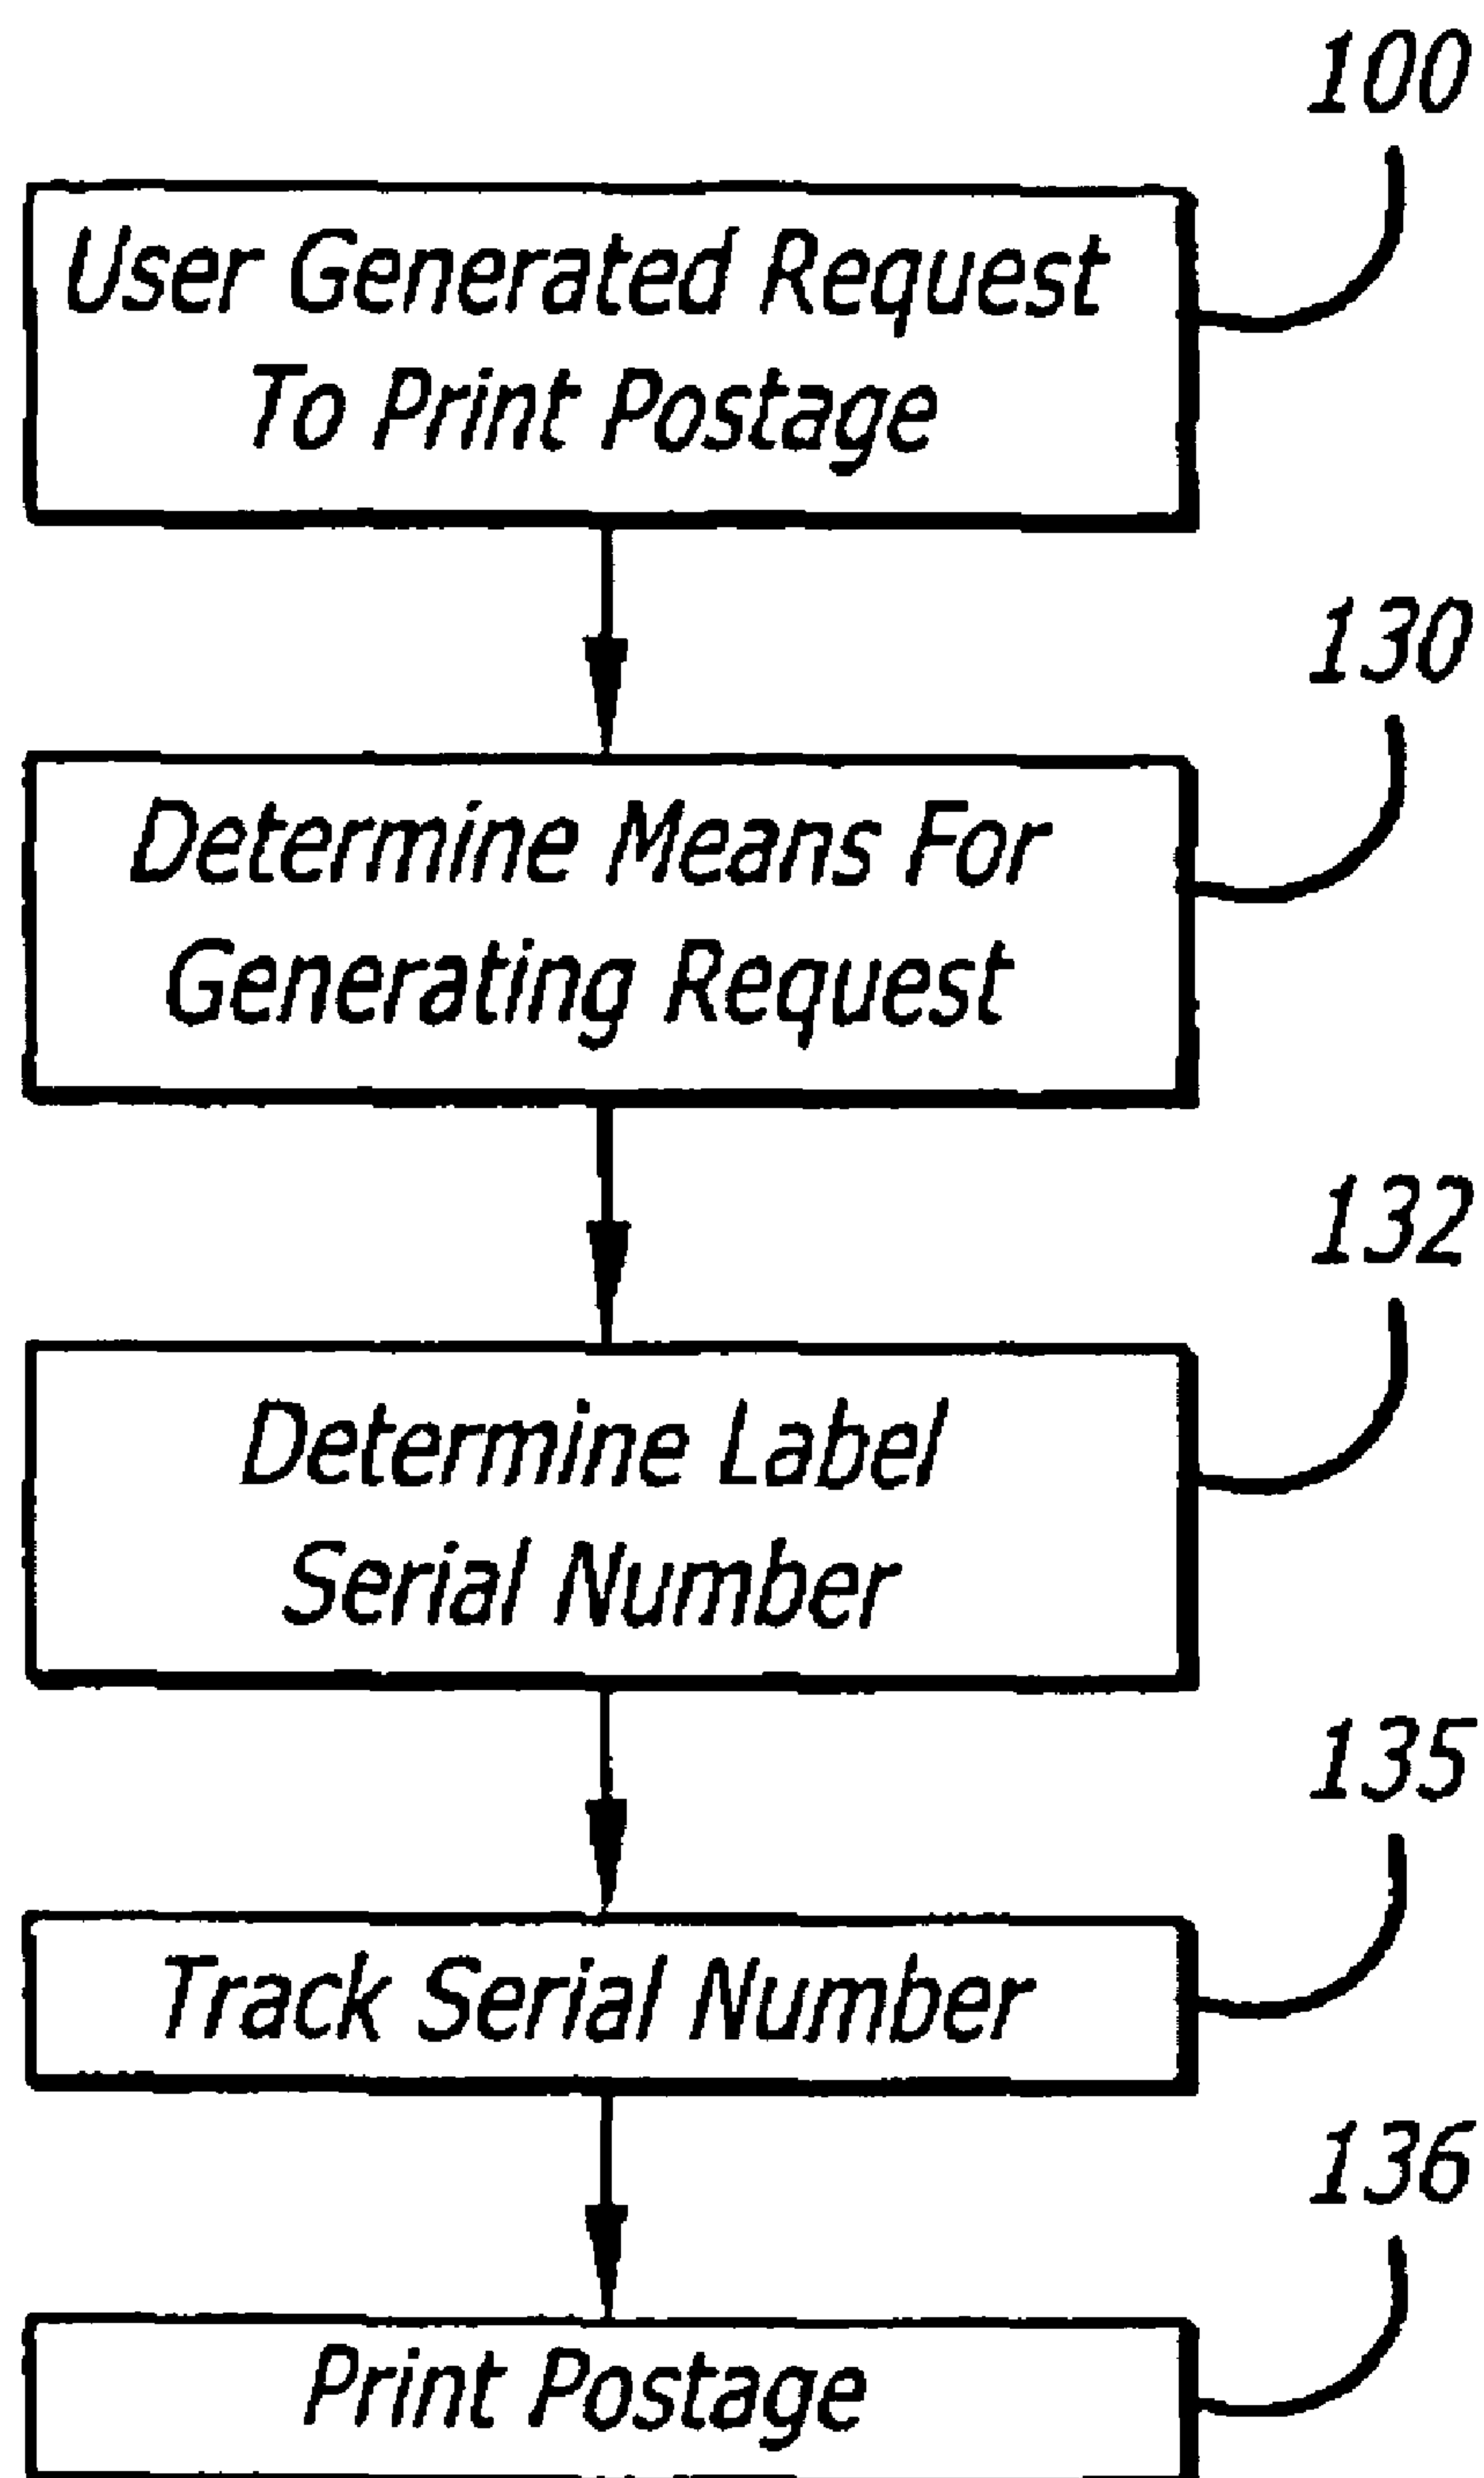 100
User Generated Request
To Print Postage
130
Determine Means For
Generating Request
132
Determine Label
Serial Number
135
Track Serial Number
136
Print Postage